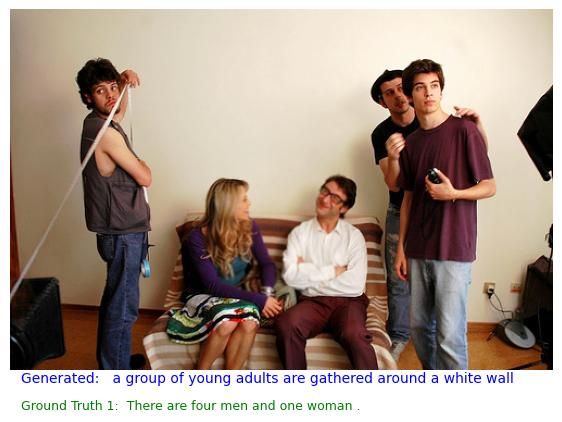 Generated:   a group of young adults are gathered around a white wall
Ground Truth 1:  There are four men and one woman .